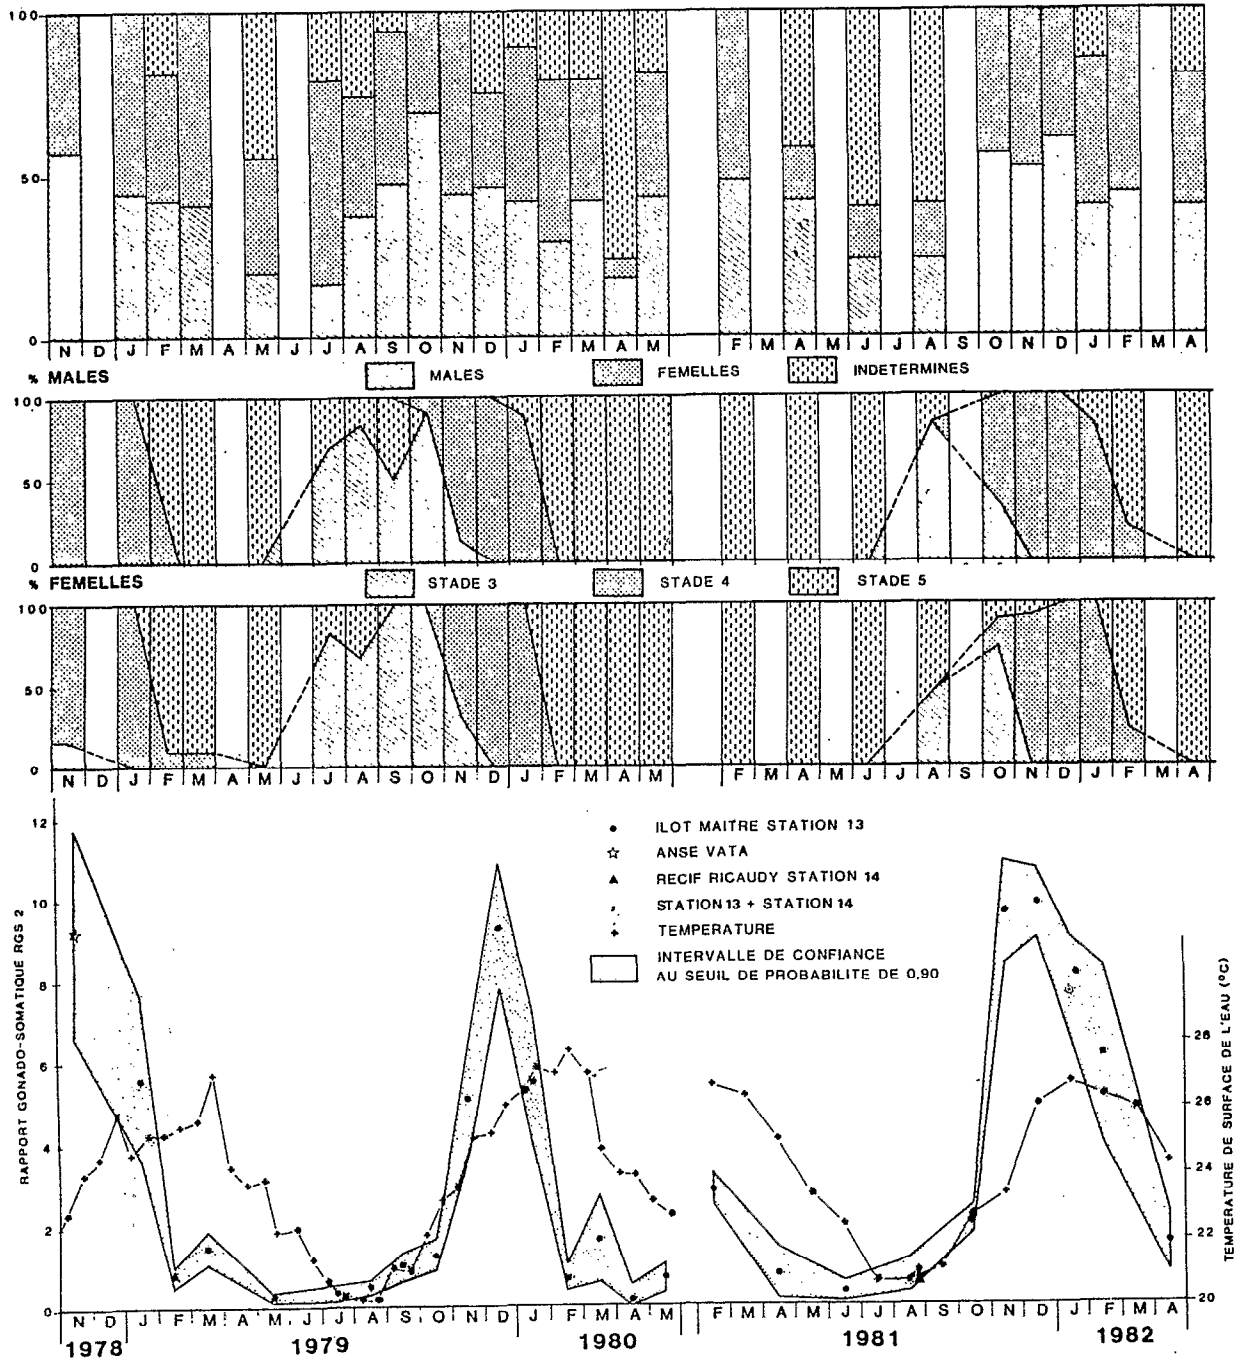 100
50
0
N D J F M A M J J A S O N D J F M A M F M A M J J A S O N D J F M A
% MALES
MALES
FEMELLES
INDETERMINES
100
50
0
% FEMELLES
STADE 3
STADE 4
STADE 5
100
50
0
N D J F M A M J J A S O N D J F M A M F M A M J J A S O N D J F M A
RAPPORT GONADO-SOMATIQUE RGS 2
12
10
8
6
4
2
0
ILOT MAITRE STATION 13
ANSE VATA
RECIF RICAUDY STATION 14
STATION 13 + STATION 14
TEMPERATURE
INTERVALLE DE CONFIANCE
AU SEUIL DE PROBABILITE DE 0,90
TEMPERATURE DE SURFACE DE L'EAU (°C)
28
26
24
22
20
N D J F M A M J J A S O N D J F M A M F M A M J J A S O N D J F M A
1978 1979 1980 1981 1982